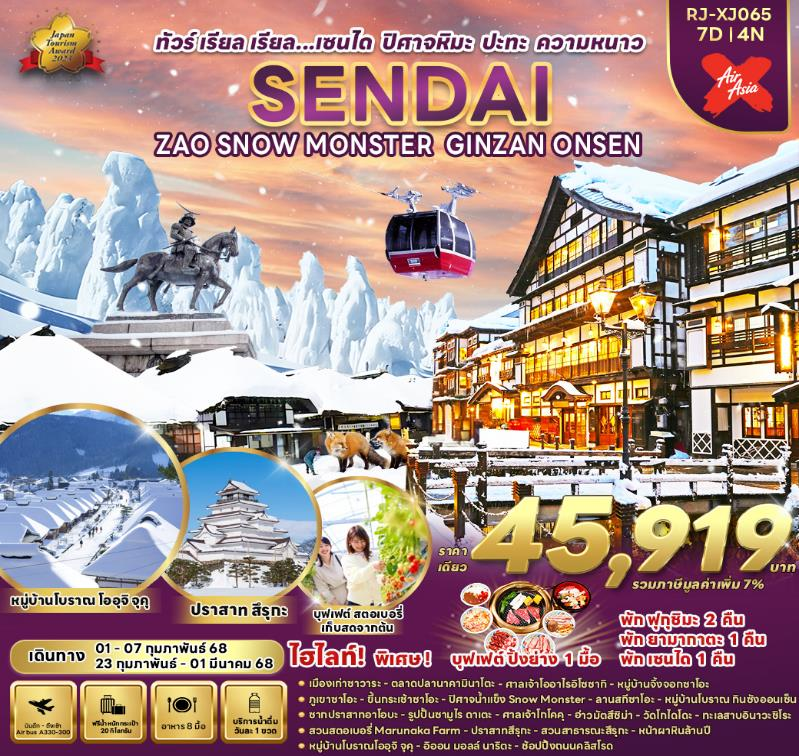 Japan
Tourism
Award
2024
RJ-XJ065
7D | 4N
Air
Asia
ทัวร์ เรียล เรียล...เซนได ปิศาจหิมะ ปะทะ ความหนาว
SENDAI
ZAO SNOW MONSTER GINZAN ONSEN
หมู่บ้านโบราณ โออุจิ จุคุ
ปราสาท สึรุกะ
บุฟเฟ่ต์ สตอเบอรี่
เก็บสดจากต้น
ราคา
เดียว
45,919
บาท
รวมภาษีมูลค่าเพิ่ม 7%
พัก ฟุกุชิมะ 2 คืน
พัก ยามากาตะ 1 คืน
พัก เซนได 1 คืน
เดินทาง
01 - 07 กุมภาพันธ์ 68
23 กุมภาพันธ์ - 01 มีนาคม 68
ไฮไลท์! พิเศษ!
บุฟเฟ่ต์ ปิ้งย่าง 1 มื้อ
บินดึก - ถึงเช้า
Air bus A330-300
ฟรีน้ำหนักกระเป๋า
20 กิโลกรัม
อาหาร 8 มื้อ
บริการน้ำดื่ม
วันละ 1 ขวด
• เมืองเก่าซาวาระ - ตลาดปลานาคามินาโตะ - ศาลเจ้าโออาไรอิโซซากิ - หมู่บ้านจิ้งจอกซาโอะ
• ภูเขาซาโอะ - ขึ้นกระเช้าซาโอะ - ปิศาจน้ำแข็ง Snow Monster - ลานสกีซาโอะ - หมู่บ้านโบราณ กินซังออนเซ็น
• ซากปราสาทอาโอบะ - รูปปั้นซามูไร ดาเตะ - ศาลเจ้าโกโคคุ - อ่าวมัตสึชิม่า - วัดโกไดโดะ - ทะเลสาบอินาวะชิโระ
• สวนสตอเบอรี่ Marunaka Farm - ปราสาทสึรุกะ - สวนสาธารณะสึรุกะ - หน้าผาหินล้านปี
• หมู่บ้านโบราณโออุจิ จุคุ - อิออน มอลล์ นาริตะ - ช้อปปิ้งถนนคลิสโรด